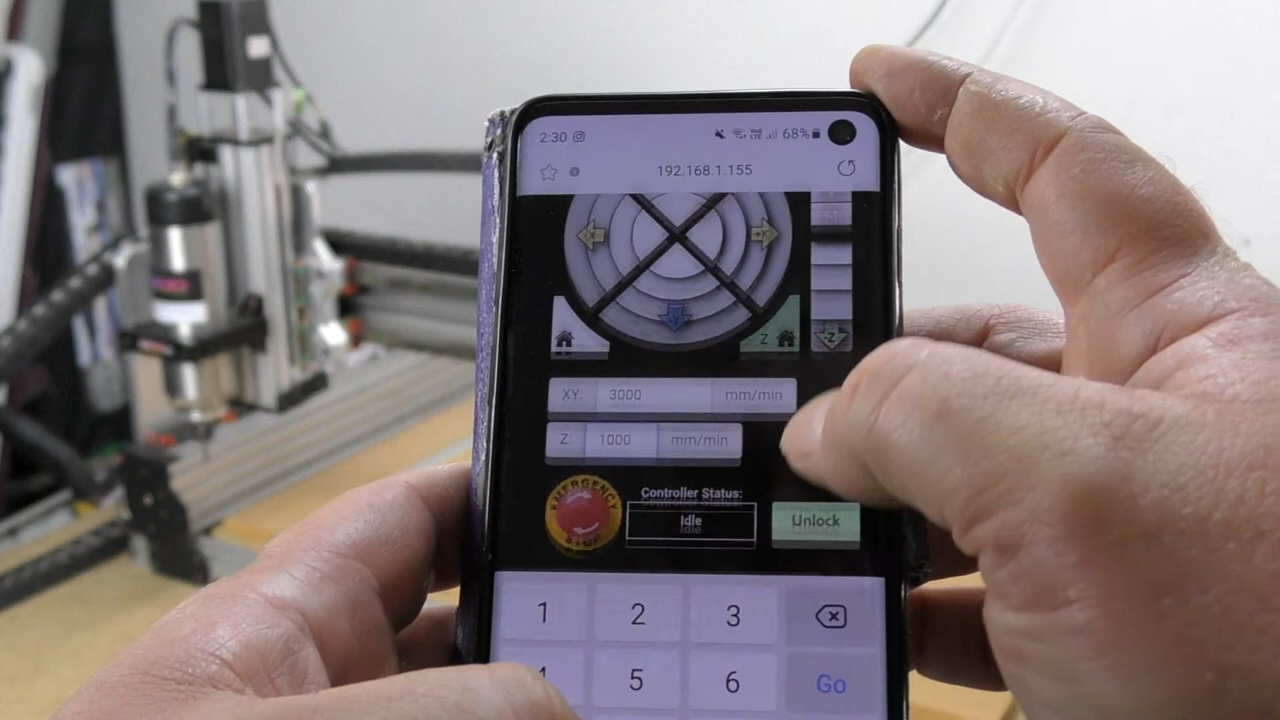 2:30 68%
192.168.1.155
-X +X
-Y
Z -Z
XY: 3000 mm/min
Z: 1000 mm/min
EMERGENCY
Controller Status:
Idle
Unlock
1 2 3
5 6 Go